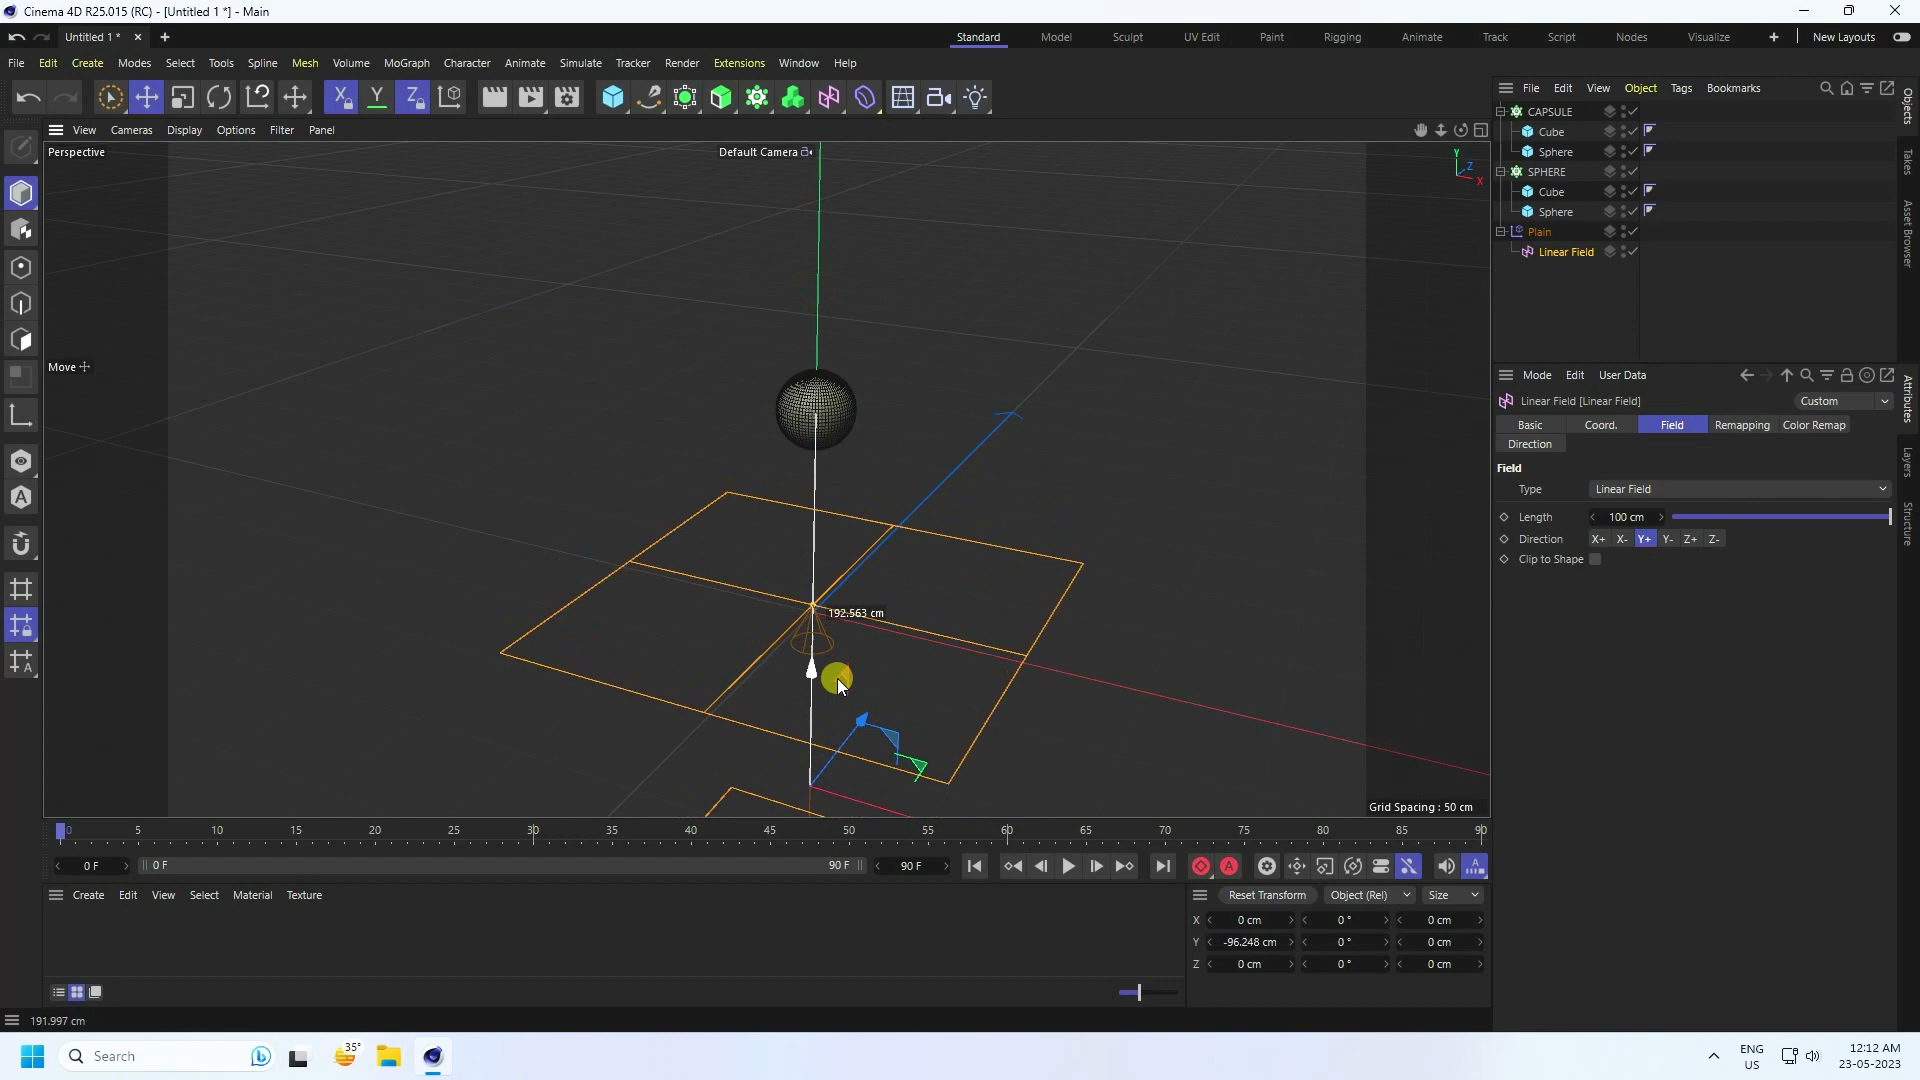 Cinema 4D R25.015 (RC) - [Untitled 1 *] - Main
Untitled 1 *
Standard Model Sculpt UV Edit Paint Rigging Animate Track Script Nodes Visualize New Layouts
File Edit Create Modes Select Tools Spline Mesh Volume MoGraph Character Animate Simulate Tracker Render Extensions Window Help
File Edit View Object Tags Bookmarks
View Cameras Display Options Filter Panel
Perspective
Default Camera
Y
Z
X
Move
192.563 cm
Grid Spacing : 50 cm
CAPSULE
Cube
Sphere
SPHERE
Cube
Sphere
Plain
Linear Field
Objects
Takes
Asset Browser
Attributes
Layers
Structure
Mode Edit User Data
Linear Field [Linear Field]
Custom
Basic Coord. Field Remapping Color Remap
Direction
Field
Type Linear Field
Length 100 cm
Direction X+ X- Y+ Y- Z+ Z-
Clip to Shape
0 5 10 15 20 25 30 35 40 45 50 55 60 65 70 75 80 85 90
0 F 0 F 90 F 90 F
Create Edit View Select Material Texture
Reset Transform Object (Rel) Size
X 0 cm 0 ° 0 cm
Y -96.248 cm 0 ° 0 cm
Z 0 cm 0 ° 0 cm
191.997 cm
Search
35°
ENG
US
12:12 AM
23-05-2023